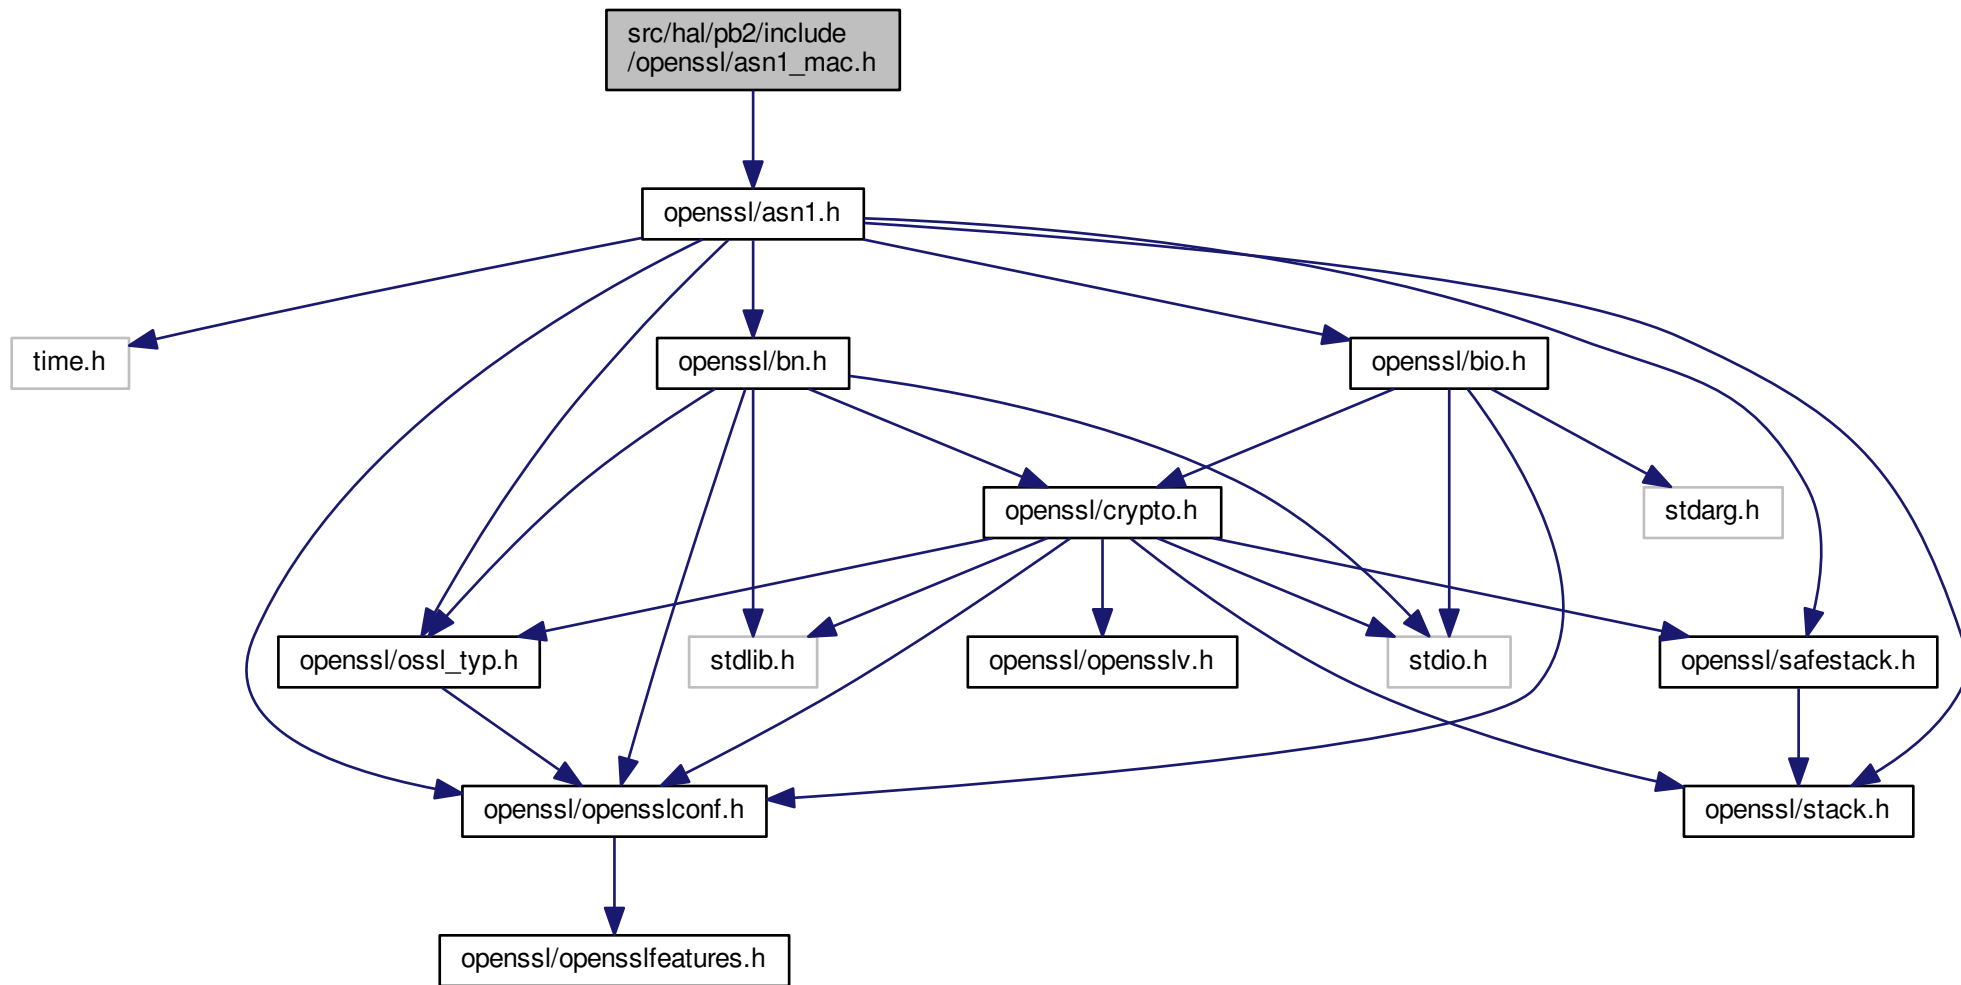 src/hal/pb2/include
/openssl/asn1_mac.h
openssl/asn1.h
time.h
openssl/bn.h
openssl/bio.h
openssl/crypto.h
stdarg.h
openssl/ossl_typ.h
stdlib.h
openssl/opensslv.h
stdio.h
openssl/safestack.h
openssl/opensslconf.h
openssl/stack.h
openssl/opensslfeatures.h